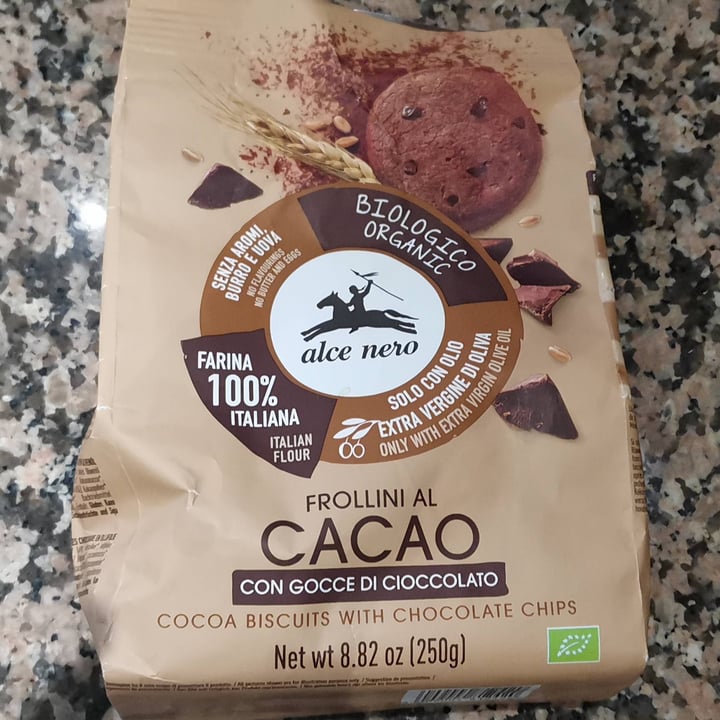 BIOLOGICO
ORGANIC
SENZA AROMI,
BURRO E UOVA
NO FLAVOURINGS
NO BUTTER AND EGGS
alce nero
FARINA
100%
ITALIANA
ITALIAN
FLOUR
SOLO CON OLIO
EXTRA VERGINE DI OLIVA
ONLY WITH EXTRA VIRGIN OLIVE OIL
FROLLINI AL
CACAO
CON GOCCE DI CIOCCOLATO
COCOA BISCUITS WITH CHOCOLATE CHIPS
Net wt 8.82 oz (250g)